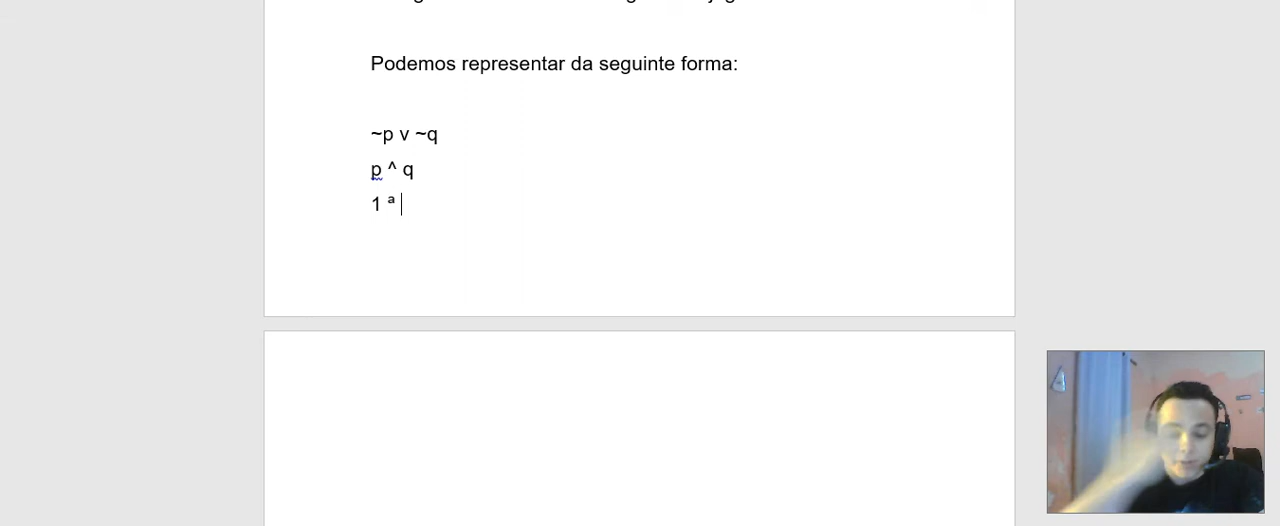 Podemos representar da seguinte forma:
~p v ~q
p ^ q
1 ª